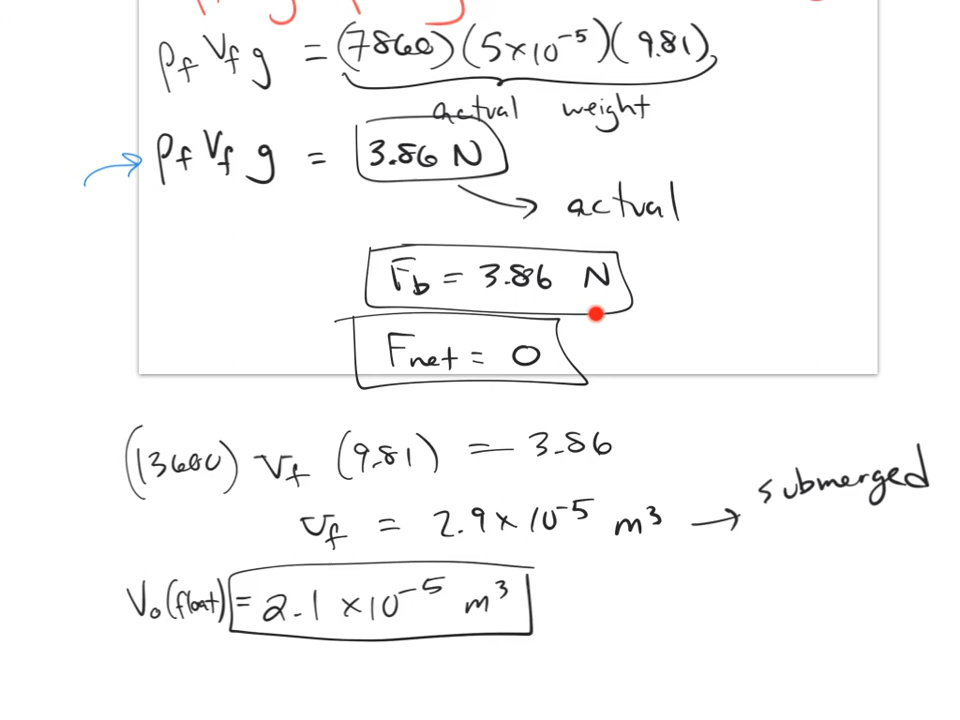 ρf Vf g = (7860)(5×10⁻⁵)(9.81)
actual weight
ρf Vf g = 3.86 N
→ actual
Fb = 3.86 N
Fnet = 0
(13600) Vf (9.81) = 3.86
Vf = 2.9×10⁻⁵ m³ → submerged
Vo(float) = 2.1×10⁻⁵ m³